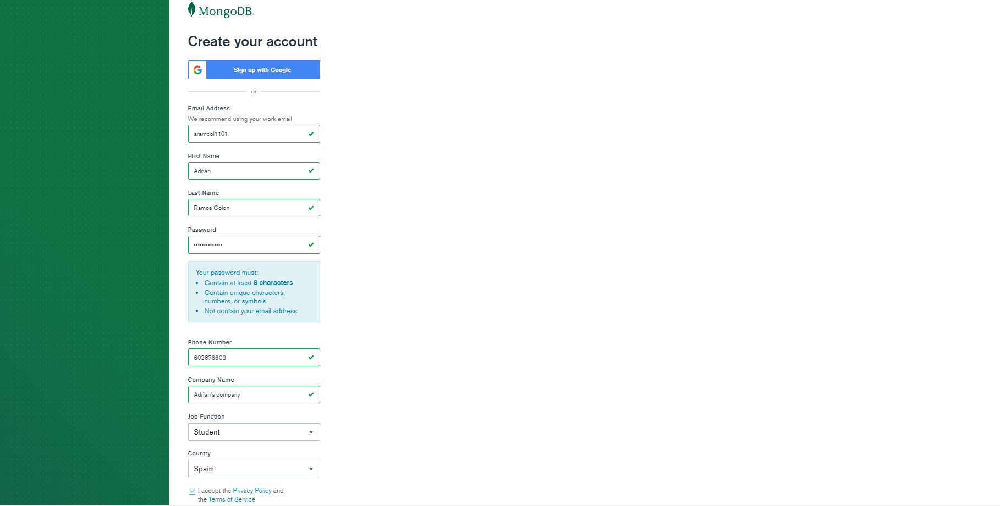 MongoDB.
Create your account
Sign up with Google
or
Email Address
We recommend using your work email
aramcol1101
First Name
Adrian
Last Name
Ramos Colon
Password
••••••••••••••
Your password must:
• Contain at least 8 characters
• Contain unique characters,
numbers, or symbols
• Not contain your email address
Phone Number
603876603
Company Name
Adrian's company
Job Function
Student
Country
Spain
I accept the Privacy Policy and
the Terms of Service